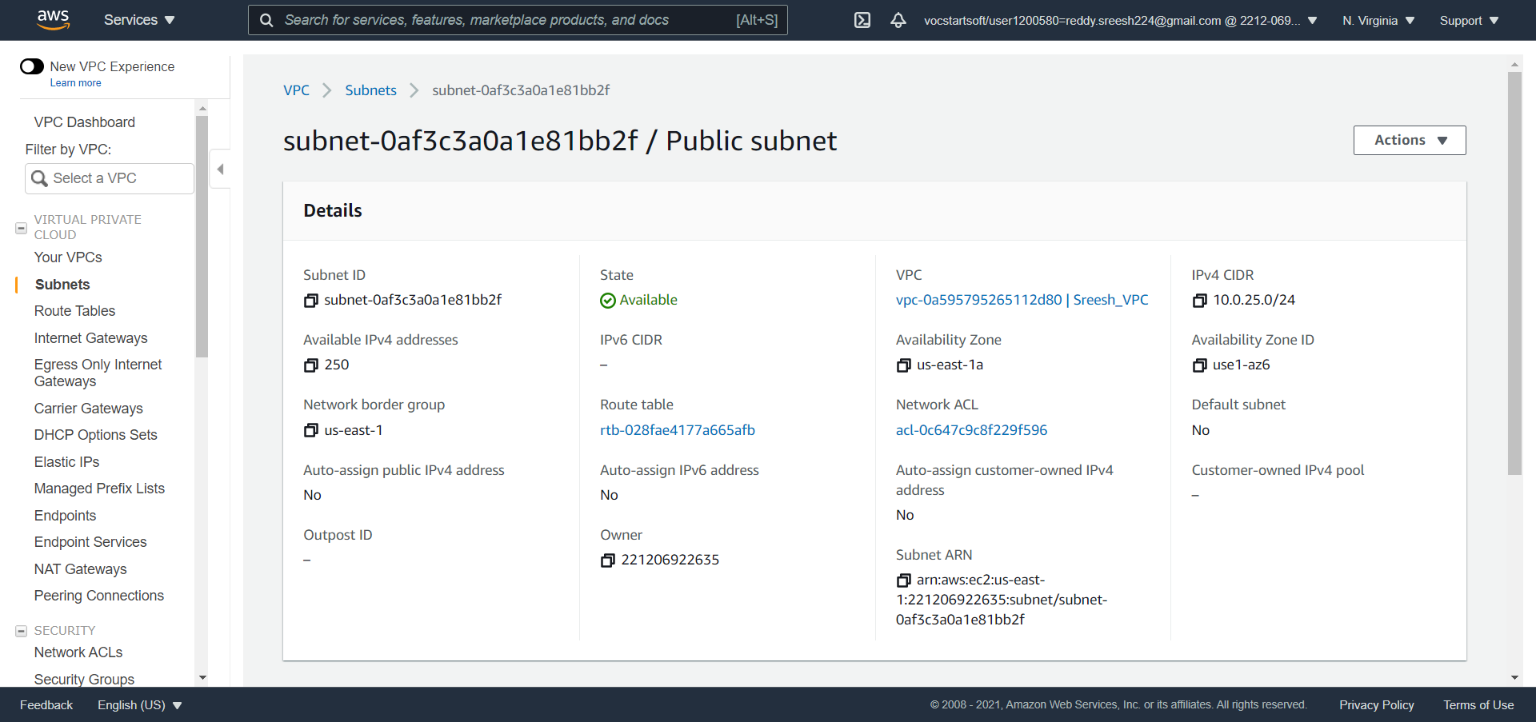 aws
Services
Search for services, features, marketplace products, and docs [Alt+S]
vocstartsoft/user1200580=reddy.sreesh224@gmail.com @ 2212-069...
N. Virginia
Support
New VPC Experience
Learn more
VPC Dashboard
Filter by VPC:
Select a VPC
VIRTUAL PRIVATE
CLOUD
Your VPCs
Subnets
Route Tables
Internet Gateways
Egress Only Internet
Gateways
Carrier Gateways
DHCP Options Sets
Elastic IPs
Managed Prefix Lists
Endpoints
Endpoint Services
NAT Gateways
Peering Connections
SECURITY
Network ACLs
Security Groups
VPC > Subnets > subnet-0af3c3a0a1e81bb2f
subnet-0af3c3a0a1e81bb2f / Public subnet
Actions
Details
Subnet ID
subnet-0af3c3a0a1e81bb2f
State
Available
VPC
vpc-0a595795265112d80 | Sreesh_VPC
IPv4 CIDR
10.0.25.0/24
Available IPv4 addresses
250
IPv6 CIDR
–
Availability Zone
us-east-1a
Availability Zone ID
use1-az6
Network border group
us-east-1
Route table
rtb-028fae4177a665afb
Network ACL
acl-0c647c9c8f229f596
Default subnet
No
Auto-assign public IPv4 address
No
Auto-assign IPv6 address
No
Auto-assign customer-owned IPv4
address
No
Customer-owned IPv4 pool
–
Outpost ID
–
Owner
221206922635
Subnet ARN
arn:aws:ec2:us-east-
1:221206922635:subnet/subnet-
0af3c3a0a1e81bb2f
Feedback
English (US)
© 2008 - 2021, Amazon Web Services, Inc. or its affiliates. All rights reserved.
Privacy Policy
Terms of Use